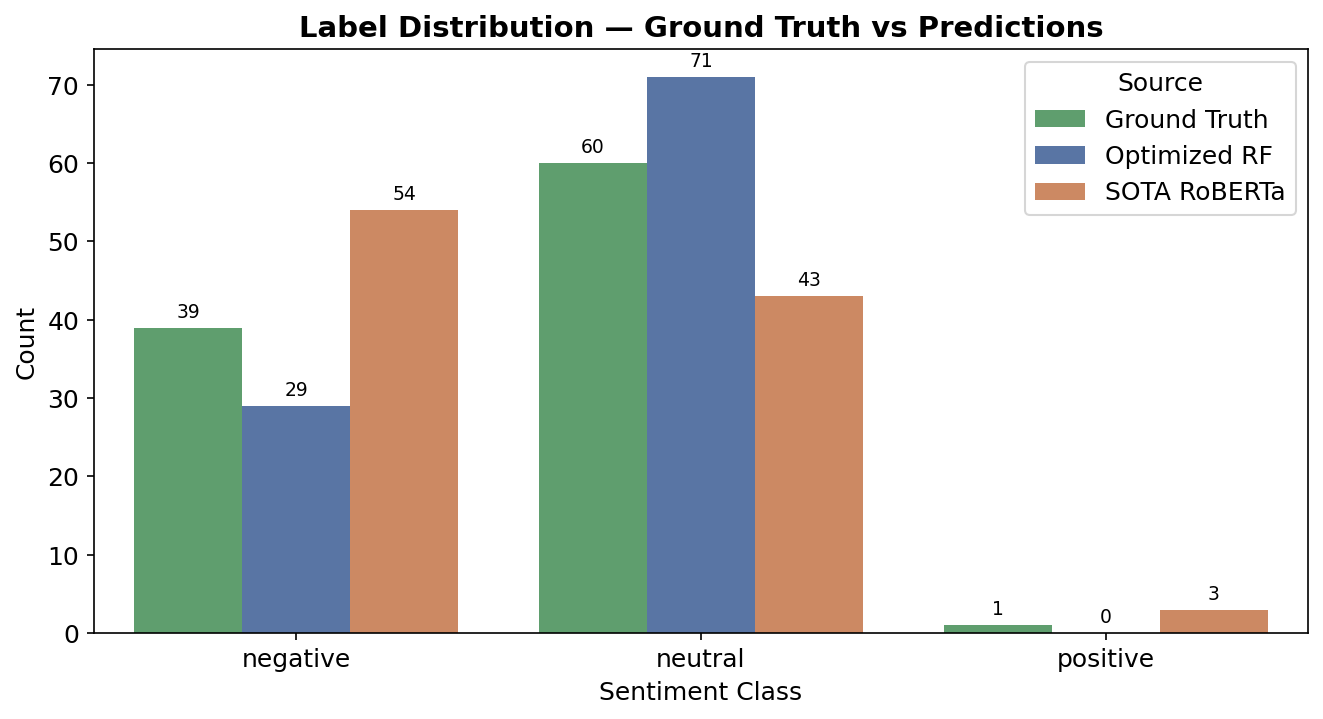 Label Distribution — Ground Truth vs Predictions
Source
Ground Truth
Optimized RF
SOTA RoBERTa
Count
70
60
50
40
30
20
10
0
39
29
54
60
71
43
1
0
3
negative
neutral
positive
Sentiment Class